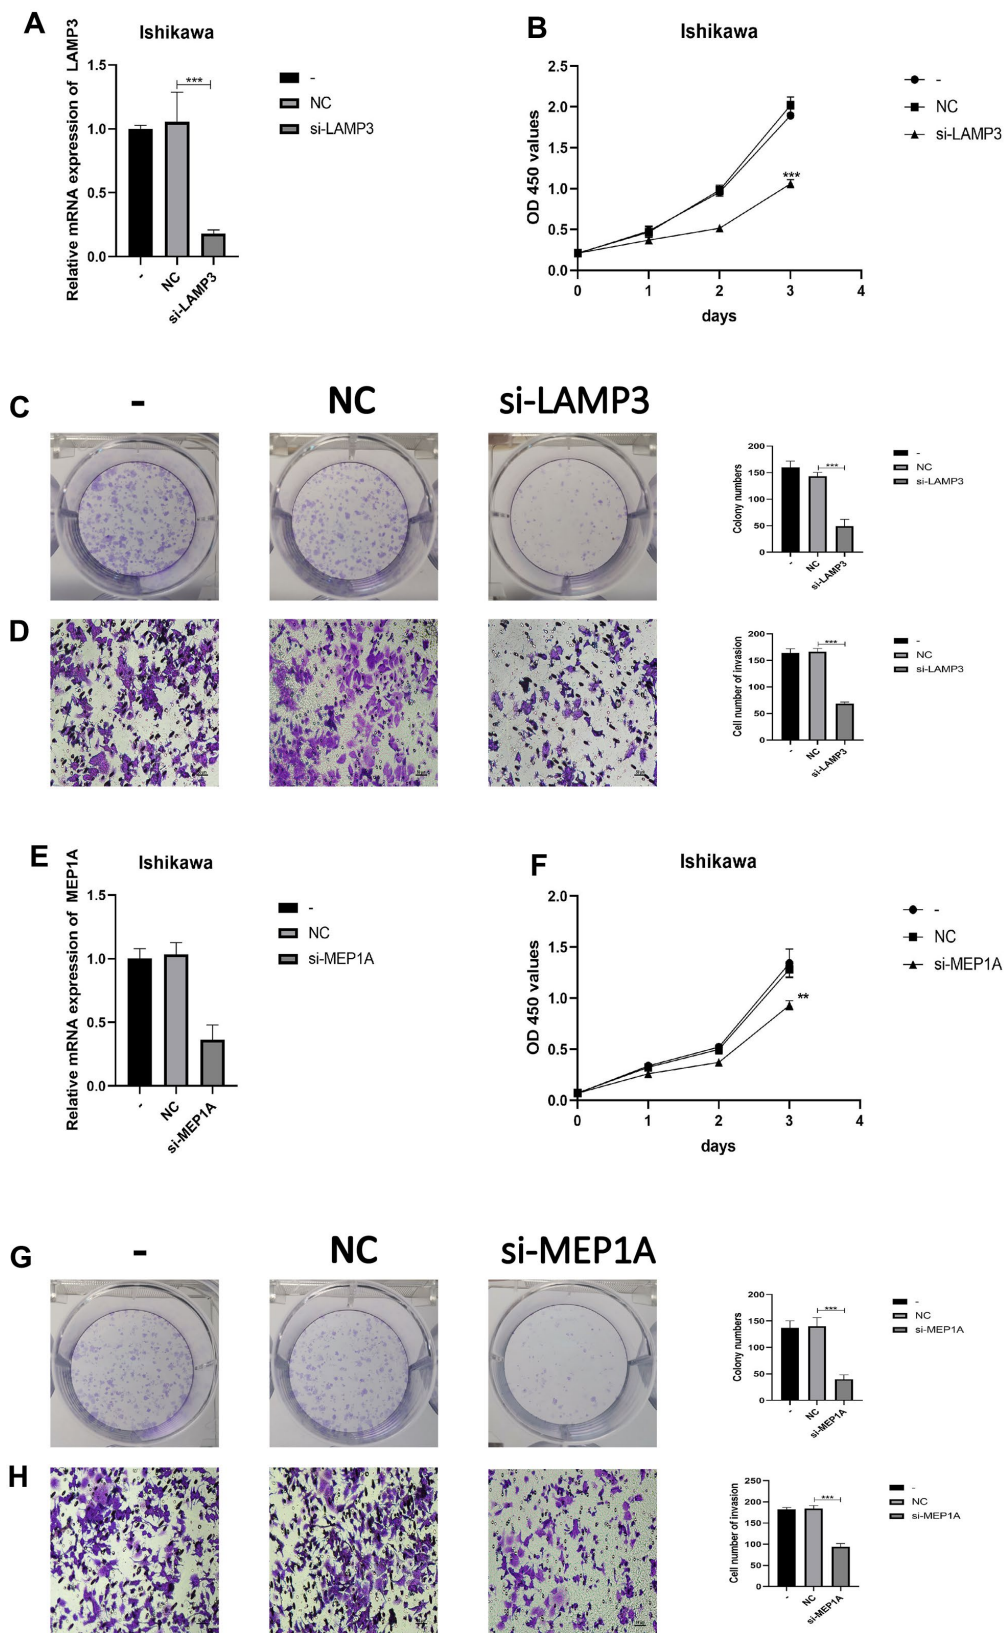 A
Ishikawa
Relative mRNA expression of LAMP3
1.5
1.0
0.5
0.0
***
-
NC
si-LAMP3
-
NC
si-LAMP3
B
Ishikawa
OD 450 values
2.5
2.0
1.5
1.0
0.5
0.0
***
0 1 2 3 4
days
-
NC
si-LAMP3
C
- NC si-LAMP3
Colony numbers
200
150
100
50
0
***
-
NC
si-LAMP3
-
NC
si-LAMP3
D
Cell number of invasion
200
150
100
50
0
***
-
NC
si-LAMP3
-
NC
si-LAMP3
E
Ishikawa
Relative mRNA expression of MEP1A
1.5
1.0
0.5
0.0
-
NC
si-MEP1A
-
NC
si-MEP1A
F
Ishikawa
OD 450 values
2.0
1.5
1.0
0.5
0.0
**
0 1 2 3 4
days
-
NC
si-MEP1A
G
- NC si-MEP1A
Colony numbers
200
150
100
50
0
***
-
NC
si-MEP1A
-
NC
si-MEP1A
H
Cell number of invasion
250
200
150
100
50
0
***
-
NC
si-MEP1A
-
NC
si-MEP1A